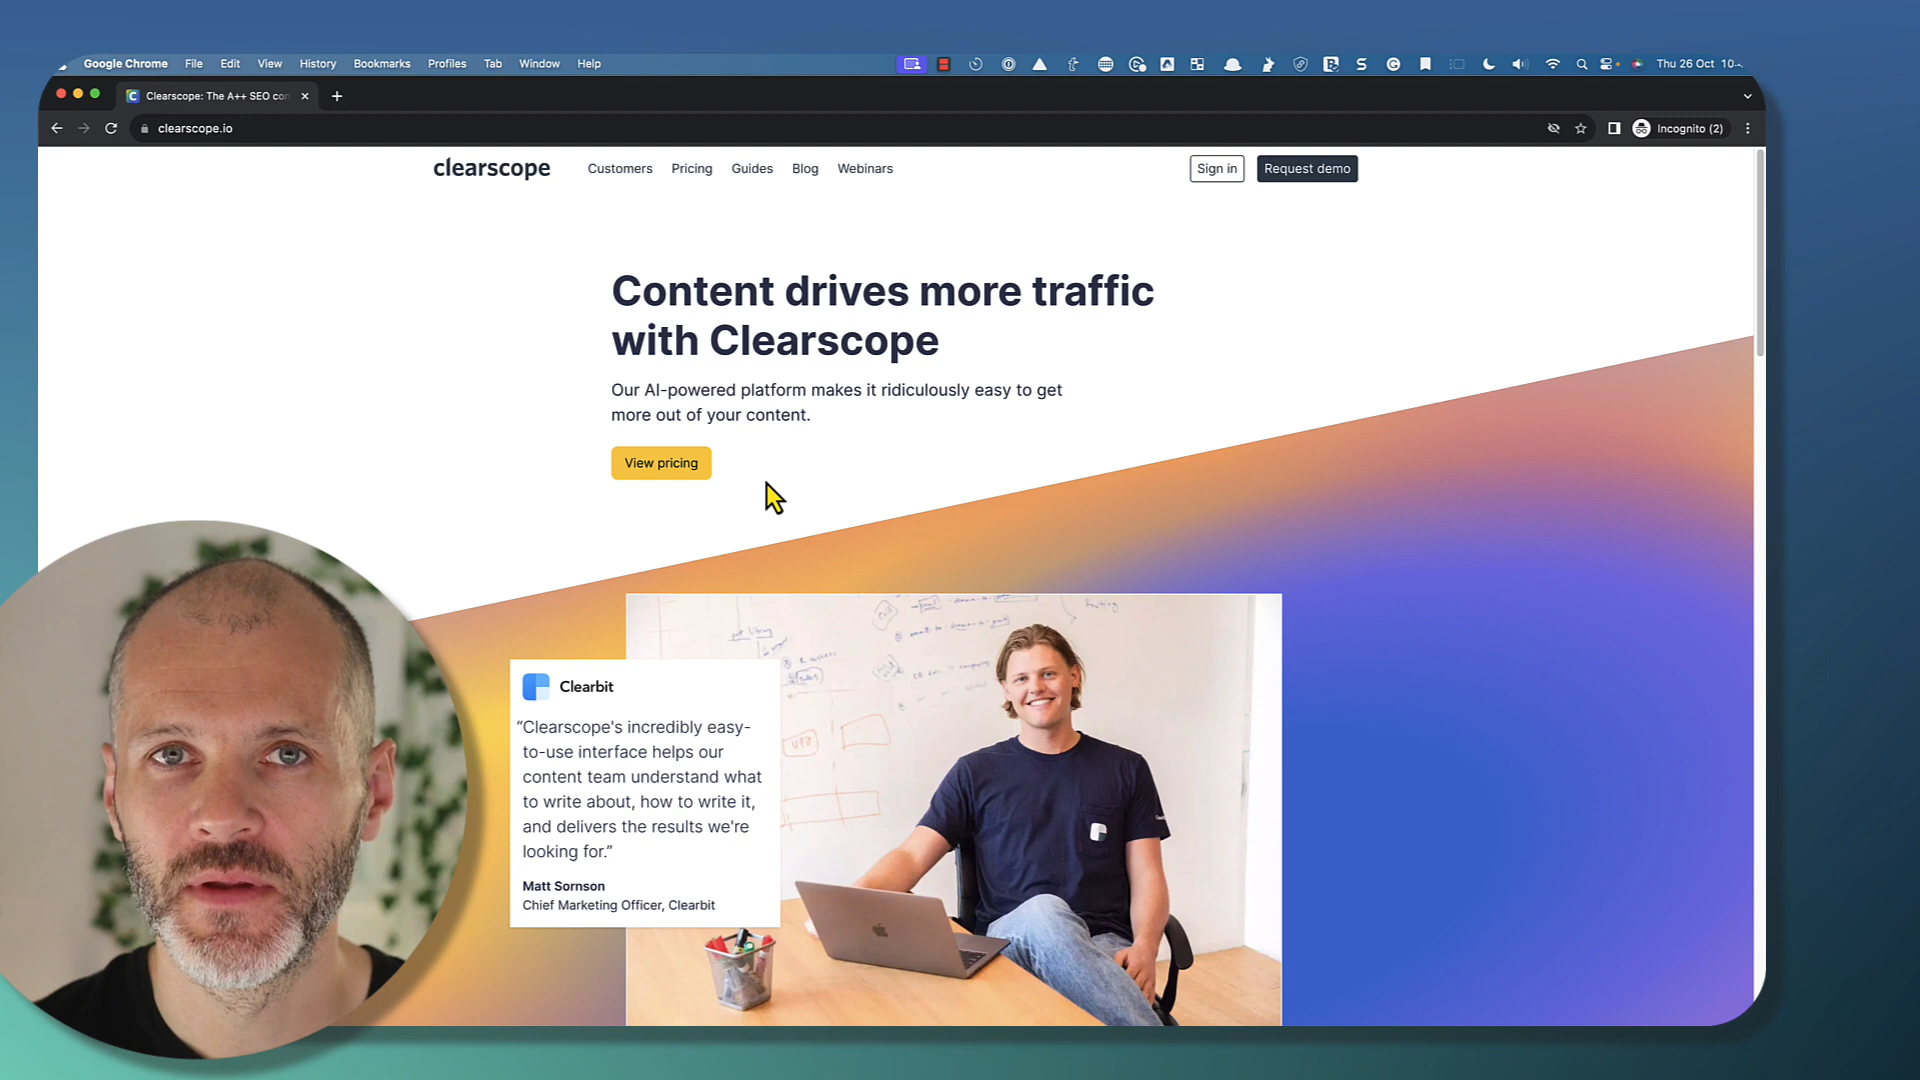 Google Chrome File Edit View History Bookmarks Profiles Tab Window Help Thu 26 Oct
Clearscope: The A++ SEO con
clearscope.io
Incognito (2)
clearscope Customers Pricing Guides Blog Webinars Sign in Request demo
Content drives more traffic
with Clearscope
Our AI-powered platform makes it ridiculously easy to get
more out of your content.
View pricing
Clearbit
“Clearscope's incredibly easy-
to-use interface helps our
content team understand what
to write about, how to write it,
and delivers the results we're
looking for.”
Matt Sornson
Chief Marketing Officer, Clearbit